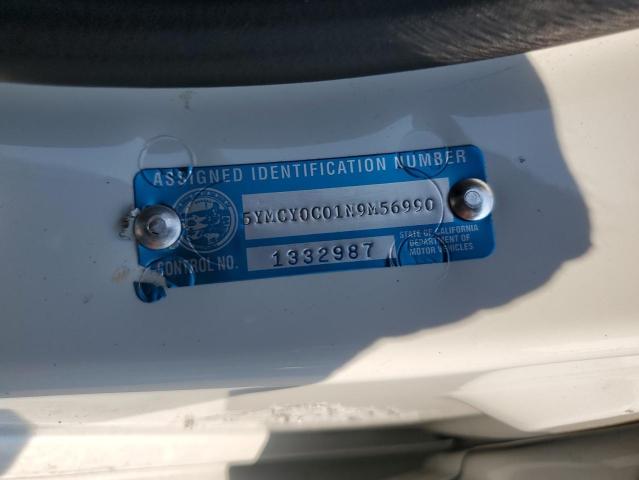 ASSIGNED IDENTIFICATION NUMBER
5YMCY0C01N9M56990
CONTROL NO.
1332987
STATE OF CALIFORNIA
DEPARTMENT OF
MOTOR VEHICLES